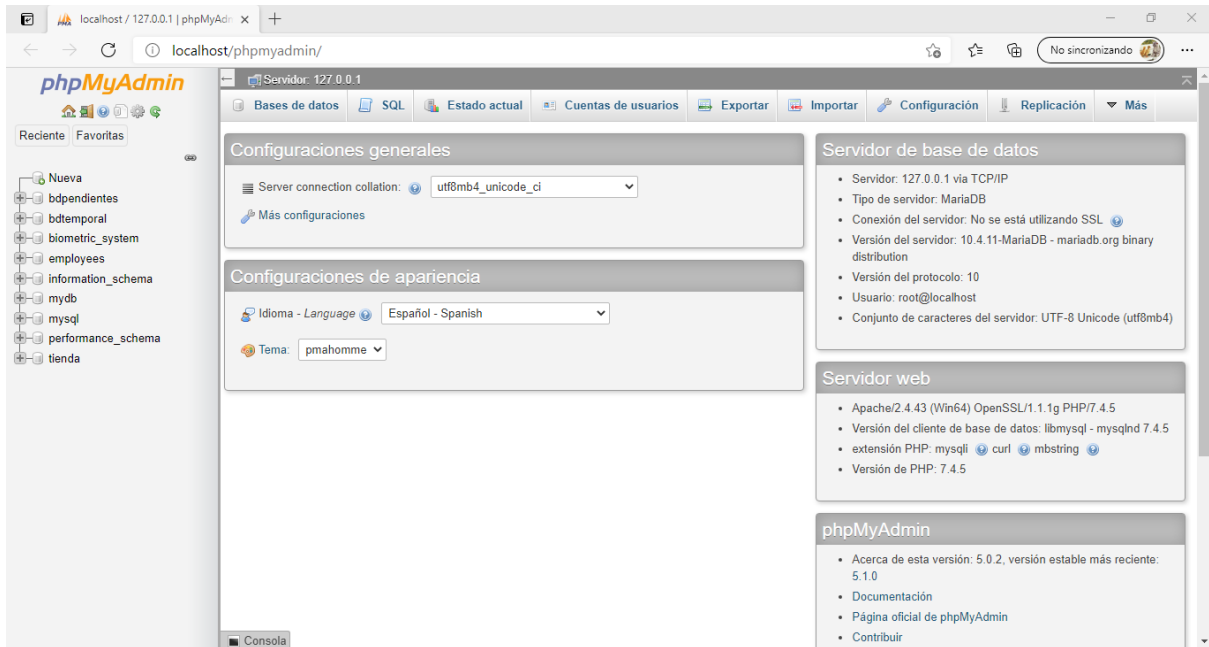 localhost / 127.0.0.1 | phpMyAdn
localhost/phpmyadmin/
No sincronizando
phpMyAdmin
Reciente Favoritas
Nueva
bdpendientes
bdtemporal
biometric_system
employees
information_schema
mydb
mysql
performance_schema
tienda
Servidor: 127.0.0.1
Bases de datos SQL Estado actual Cuentas de usuarios Exportar Importar Configuración Replicación Más
Configuraciones generales
Server connection collation: utf8mb4_unicode_ci
Más configuraciones
Configuraciones de apariencia
Idioma - Language Español - Spanish
Tema: pmahomme
Servidor de base de datos
Servidor: 127.0.0.1 via TCP/IP
Tipo de servidor: MariaDB
Conexión del servidor: No se está utilizando SSL
Versión del servidor: 10.4.11-MariaDB - mariadb.org binary
distribution
Versión del protocolo: 10
Usuario: root@localhost
Conjunto de caracteres del servidor: UTF-8 Unicode (utf8mb4)
Servidor web
Apache/2.4.43 (Win64) OpenSSL/1.1.1g PHP/7.4.5
Versión del cliente de base de datos: libmysql - mysqlnd 7.4.5
extensión PHP: mysqli curl mbstring
Versión de PHP: 7.4.5
phpMyAdmin
Acerca de esta versión: 5.0.2, versión estable más reciente:
5.1.0
Documentación
Página oficial de phpMyAdmin
Contribuir
Consola